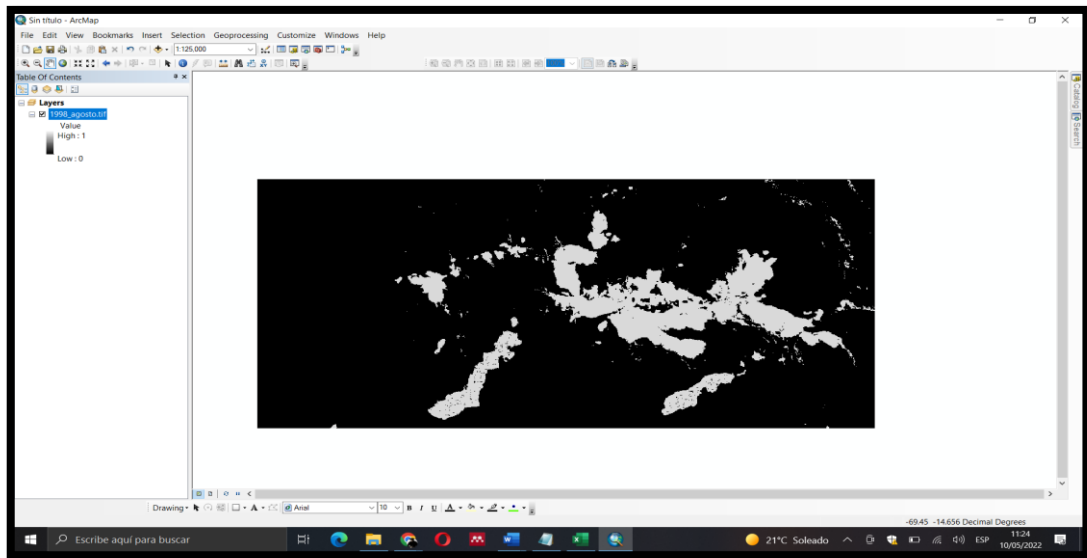 Sin título - ArcMap
File Edit View Bookmarks Insert Selection Geoprocessing Customize Windows Help
1:125,000
Table Of Contents
Layers
1998_agosto.tif
Value
High : 1
Low : 0
Catalog
Search
Drawing
Arial
10
B I U A
-69.45 -14.656 Decimal Degrees
Escribe aquí para buscar
21°C Soleado
ESP
11:24
10/05/2022